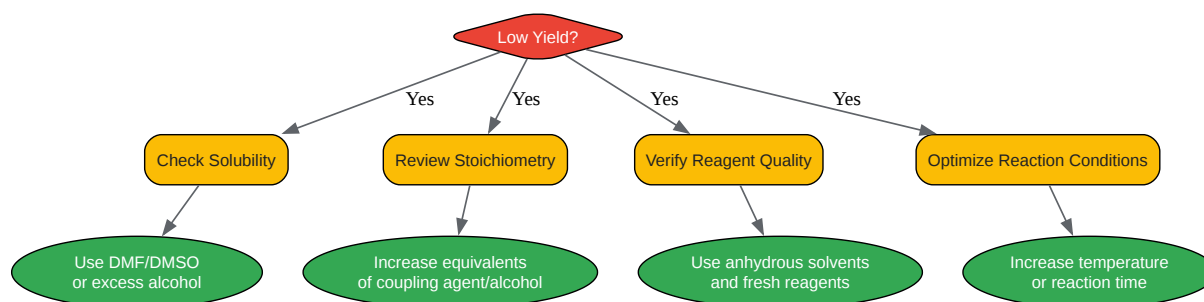 Low Yield?
Yes
Yes
Yes
Yes
Check Solubility
Review Stoichiometry
Verify Reagent Quality
Optimize Reaction Conditions
Use DMF/DMSO
or excess alcohol
Increase equivalents
of coupling agent/alcohol
Use anhydrous solvents
and fresh reagents
Increase temperature
or reaction time